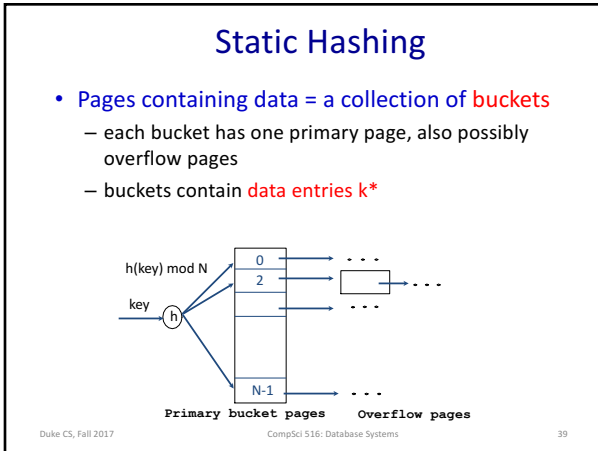 Static Hashing
• Pages containing data = a collection of buckets
– each bucket has one primary page, also possibly
overflow pages
– buckets contain data entries k*
h(key) mod N
key
h
0
2
N-1
. . .
. . .
. . .
. . .
Primary bucket pages
Overflow pages
Duke CS, Fall 2017
CompSci 516: Database Systems
39